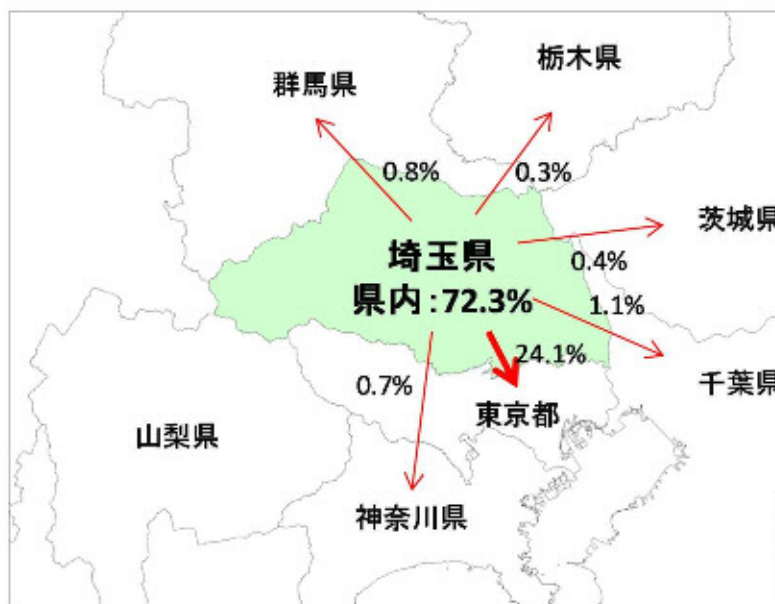 栃木県
群馬県
0.8%
0.3%
茨城県
埼玉県
0.4%
県内:72.3%
1.1%
24.1%
0.7%
千葉県
東京都
山梨県
神奈川県